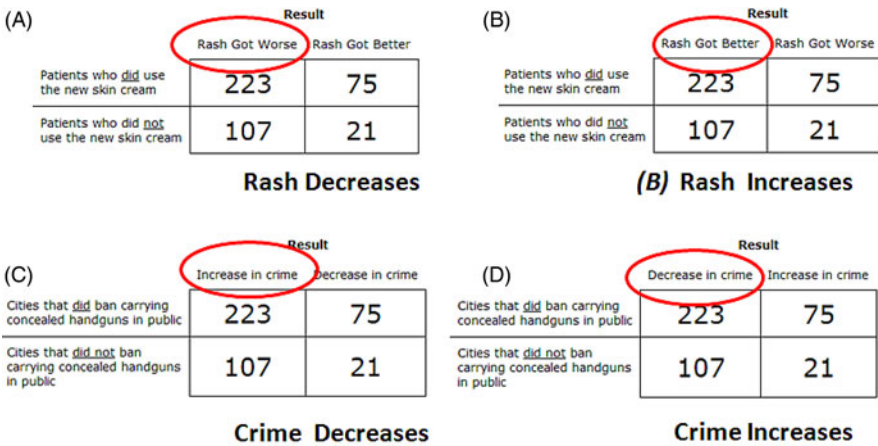 (A)
Result
Rash Got Worse Rash Got Better
Patients who did use
the new skin cream
223 75
Patients who did not
use the new skin cream
107 21
Rash Decreases
(B)
Result
Rash Got Better Rash Got Worse
Patients who did use
the new skin cream
223 75
Patients who did not
use the new skin cream
107 21
(B) Rash Increases
(C)
Result
Increase in crime Decrease in crime
Cities that did ban carrying
concealed handguns in public
223 75
Cities that did not ban
carrying concealed handguns
in public
107 21
Crime Decreases
(D)
Result
Decrease in crime Increase in crime
Cities that did ban carrying
concealed handguns in public
223 75
Cities that did not ban
carrying concealed handguns
in public
107 21
Crime Increases